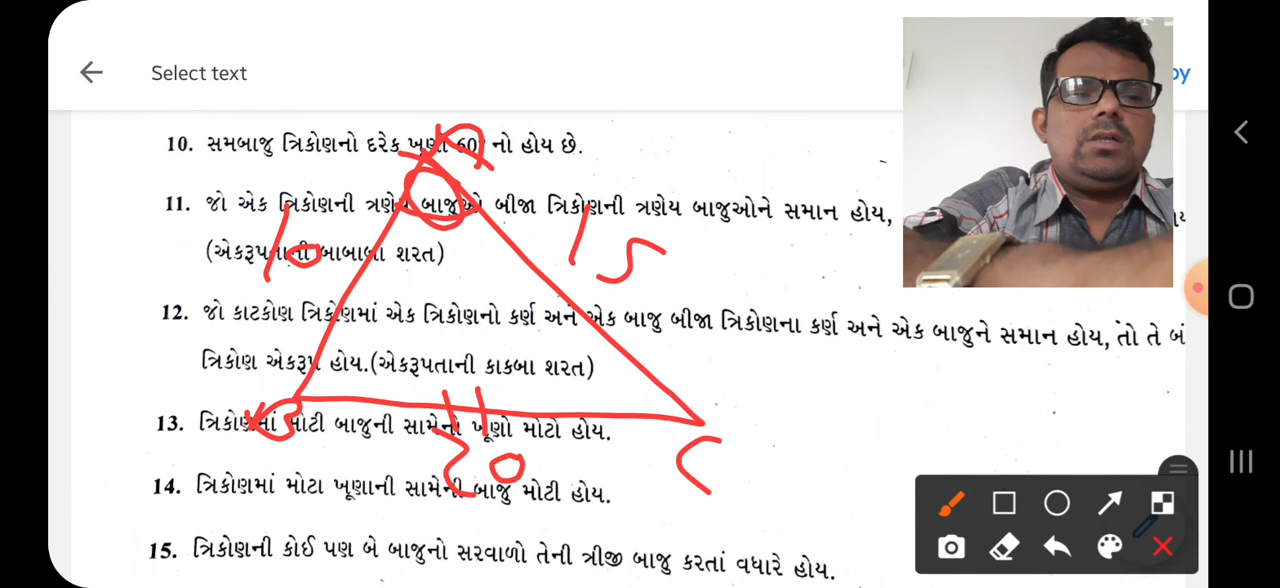 Select text
py
10. સમબાજુ ત્રિકોણનો દરેક ખૂણો 60° નો હોય છે.
11. જો એક ત્રિકોણની ત્રણેય બાજુઓ બીજા ત્રિકોણની ત્રણેય બાજુઓને સમાન હોય,
(એકરૂપતાની બાબાબા શરત)
12. જો કાટકોણ ત્રિકોણમાં એક ત્રિકોણનો કર્ણ અને એક બાજુ બીજા ત્રિકોણના કર્ણ અને એક બાજુને સમાન હોય, તો તે બં
ત્રિકોણ એકરૂપ હોય.(એકરૂપતાની કાકબા શરત)
13. ત્રિકોણમાં મોટી બાજુની સામેનો ખૂણો મોટો હોય.
14. ત્રિકોણમાં મોટા ખૂણાની સામેની બાજુ મોટી હોય.
15. ત્રિકોણની કોઈ પણ બે બાજુનો સરવાળો તેની ત્રીજી બાજુ કરતાં વધારે હોય.
A
10
15
B
20
C